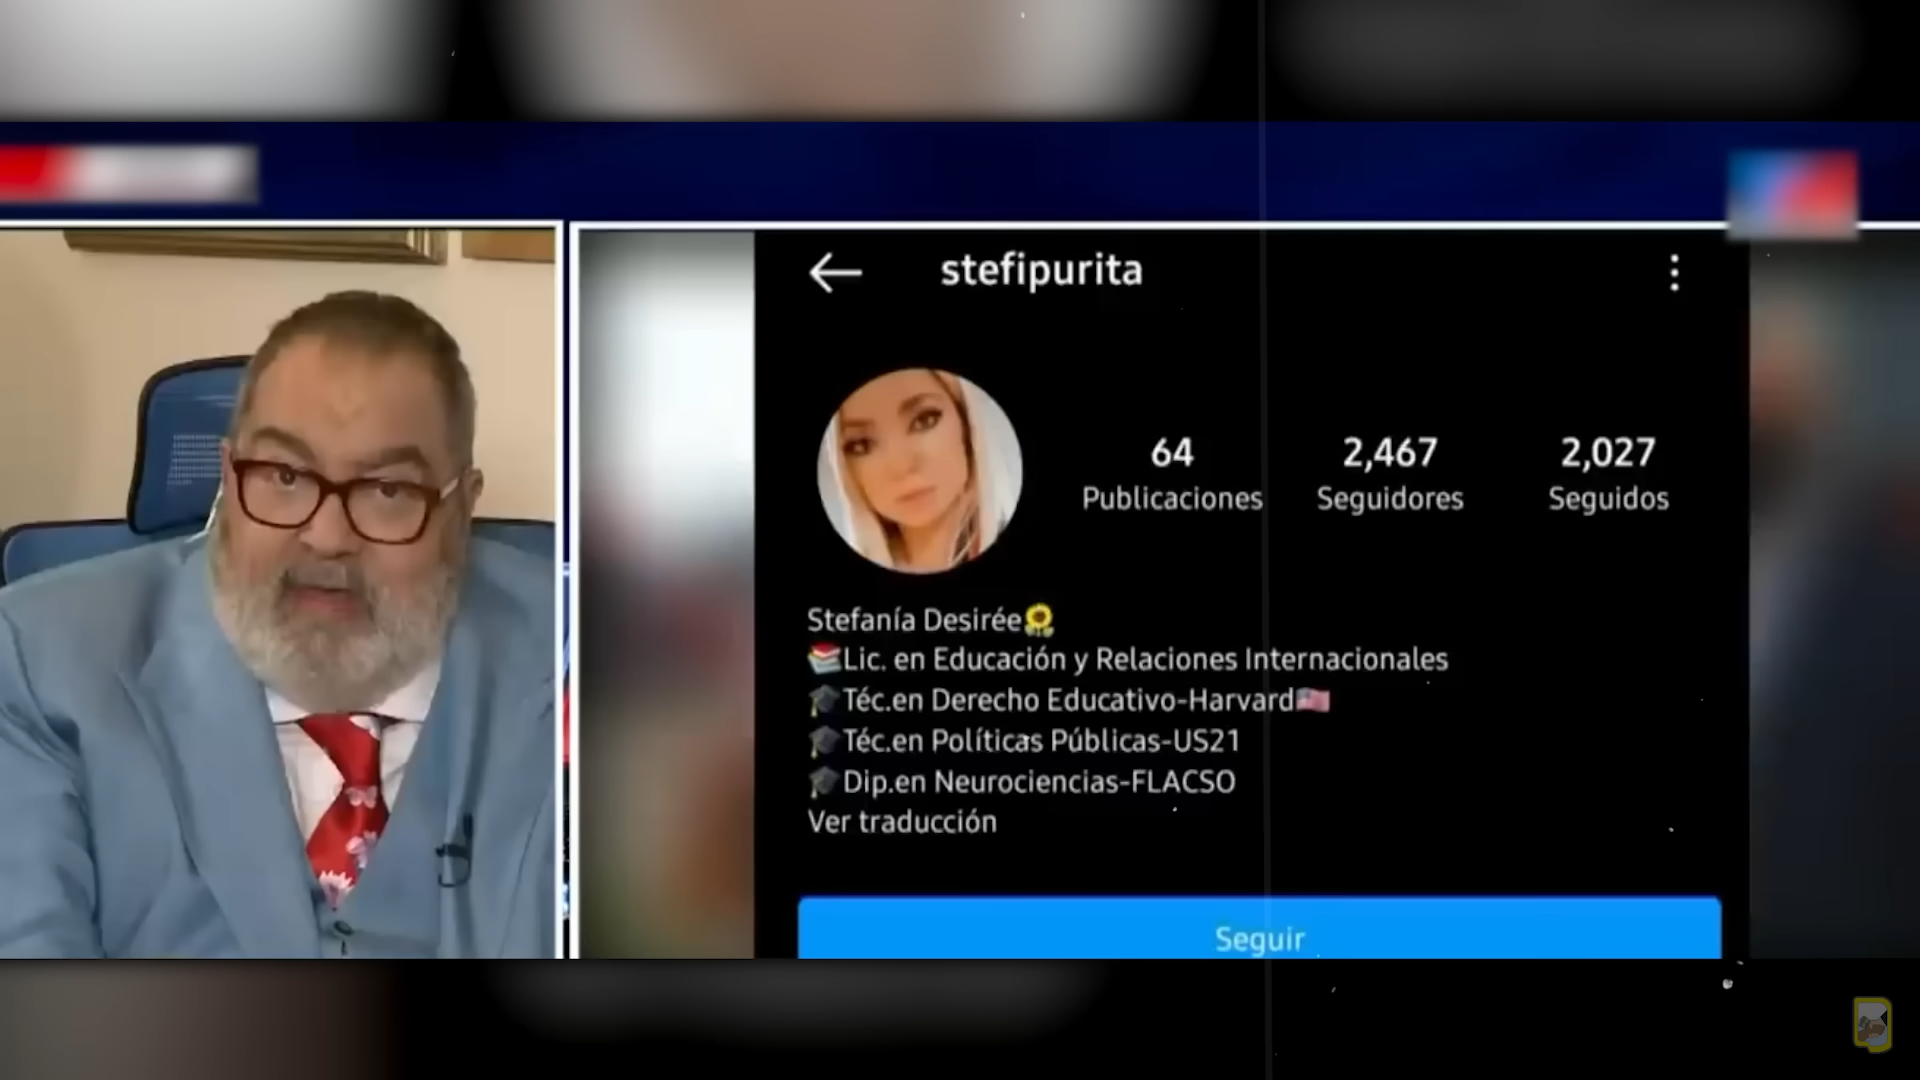 stefipurita
64
2,467
2,027
Publicaciones
Seguidores
Seguidos
Stefanía Desirée🌻
📚Lic. en Educación y Relaciones Internacionales
🎓Téc.en Derecho Educativo-Harvard🇺🇸
🎓Téc.en Políticas Públicas-US21
🎓Dip.en Neurociencias-FLACSO
Ver traducción
Seguir